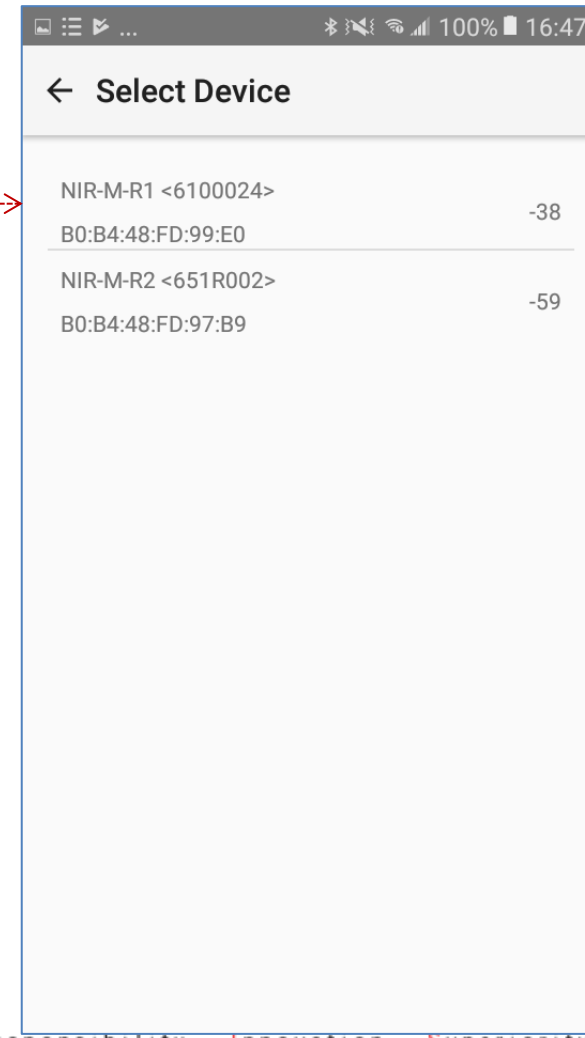 ... 100% 16:47
Select Device
NIR-M-R1 <6100024>
-38
B0:B4:48:FD:99:E0
NIR-M-R2 <651R002>
-59
B0:B4:48:FD:97:B9